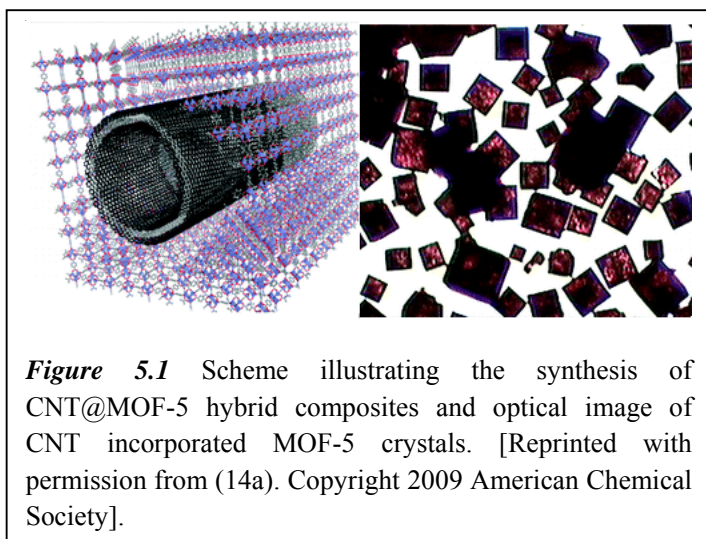 Figure 5.1 Scheme illustrating the synthesis of
CNT@MOF-5 hybrid composites and optical image of
CNT incorporated MOF-5 crystals. [Reprinted with
permission from (14a). Copyright 2009 American Chemical
Society].